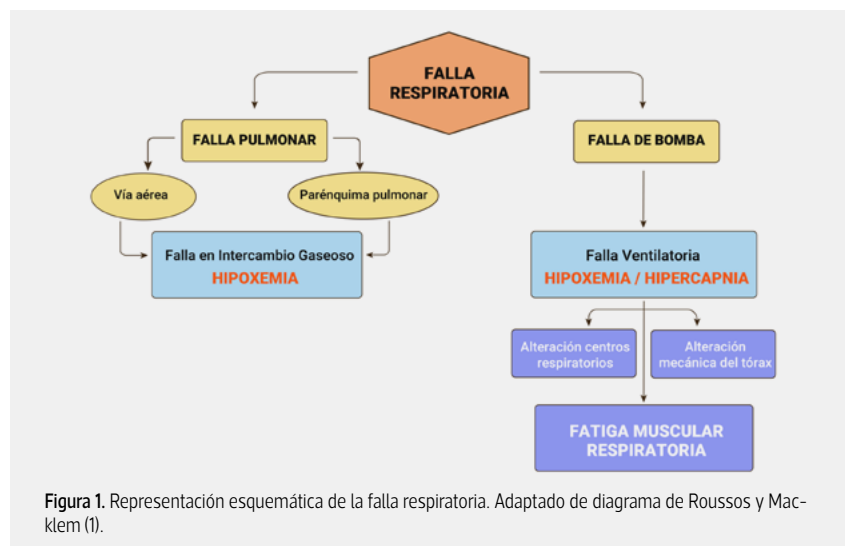 FALLA
RESPIRATORIA
FALLA PULMONAR
FALLA DE BOMBA
Vía aérea
Parénquima pulmonar
Falla en Intercambio Gaseoso
HIPOXEMIA
Falla Ventilatoria
HIPOXEMIA / HIPERCAPNIA
Alteración centros
respiratorios
Alteración
mecánica del tórax
FATIGA MUSCULAR
RESPIRATORIA
Figura 1. Representación esquemática de la falla respiratoria. Adaptado de diagrama de Roussos y Mac-
klem (1).